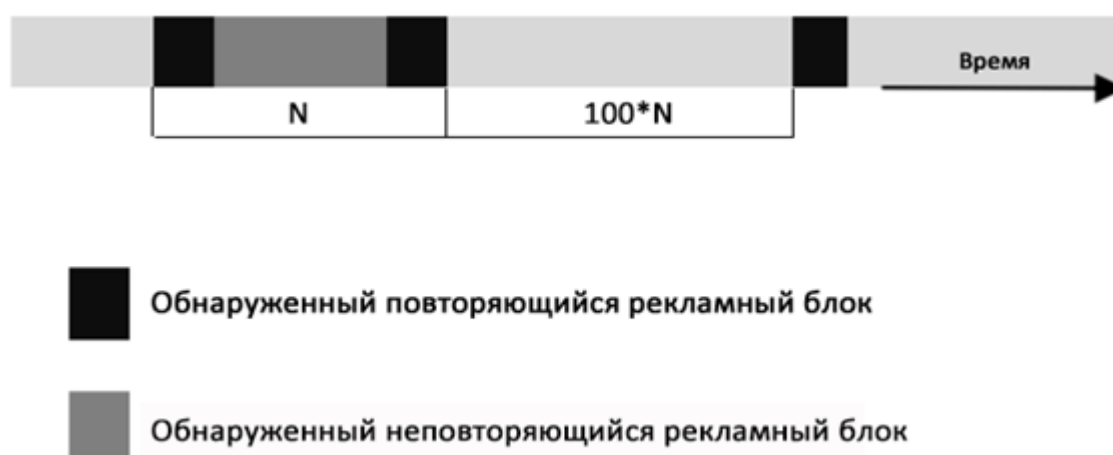 Время
N
100*N
Обнаруженный повторяющийся рекламный блок
Обнаруженный неповторяющийся рекламный блок